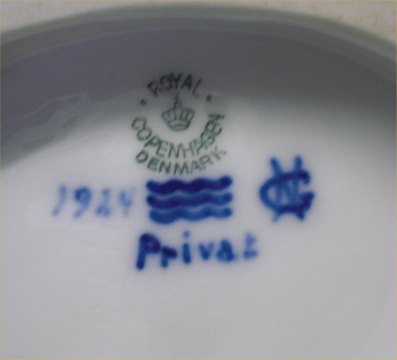 ROYAL
COPENHAGEN
DENMARK
1924
Privat